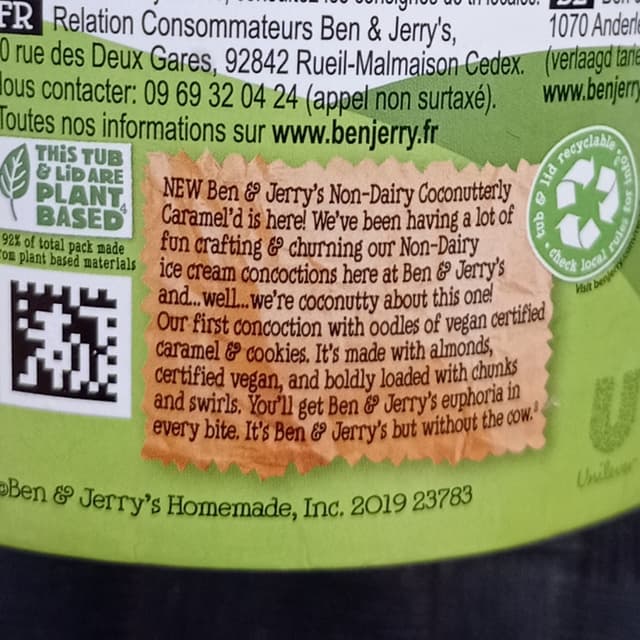 FR Relation Consommateurs Ben & Jerry's,
0 rue des Deux Gares, 92842 Rueil-Malmaison Cedex.
Nous contacter: 09 69 32 04 24 (appel non surtaxé).
Toutes nos informations sur www.benjerry.fr
1070 Anderle
(verlaagd tarie
www.benjerry
THIS TUB
& LID ARE
PLANT
BASED4
92% of total pack made
from plant based materials
NEW Ben & Jerry's Non-Dairy Coconutterly
Caramel'd is here! We've been having a lot of
fun crafting & churning our Non-Dairy
ice cream concoctions here at Ben & Jerry's
and...well...we're coconutty about this one!
Our first concoction with oodles of vegan certified
caramel & cookies. It's made with almonds,
certified vegan, and boldly loaded with chunks
and swirls. You'll get Ben & Jerry's euphoria in
every bite. It's Ben & Jerry's but without the cow.³
tub & lid recyclable
check local rules for
Visit
Unilever
©Ben & Jerry's Homemade, Inc. 2019 23783